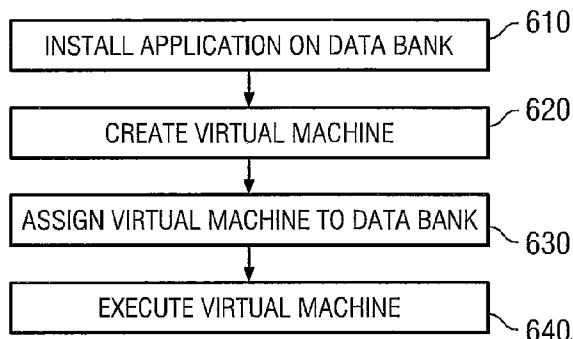 INSTALL APPLICATION ON DATA BANK
610
CREATE VIRTUAL MACHINE
620
ASSIGN VIRTUAL MACHINE TO DATA BANK
630
EXECUTE VIRTUAL MACHINE
640